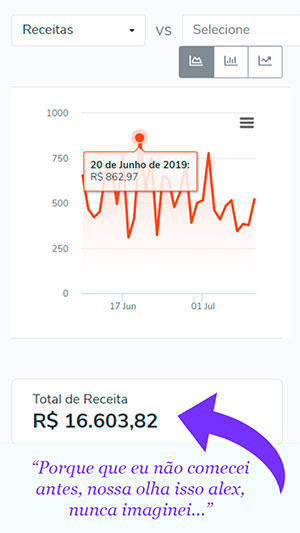 Receitas VS Selecione
1000
750
500
250
0
20 de Junho de 2019:
R$ 862,97
17 Jun 01 Jul
Total de Receita
R$ 16.603,82
“Porque que eu não comecei
antes, nossa olha isso alex,
nunca imaginei...”